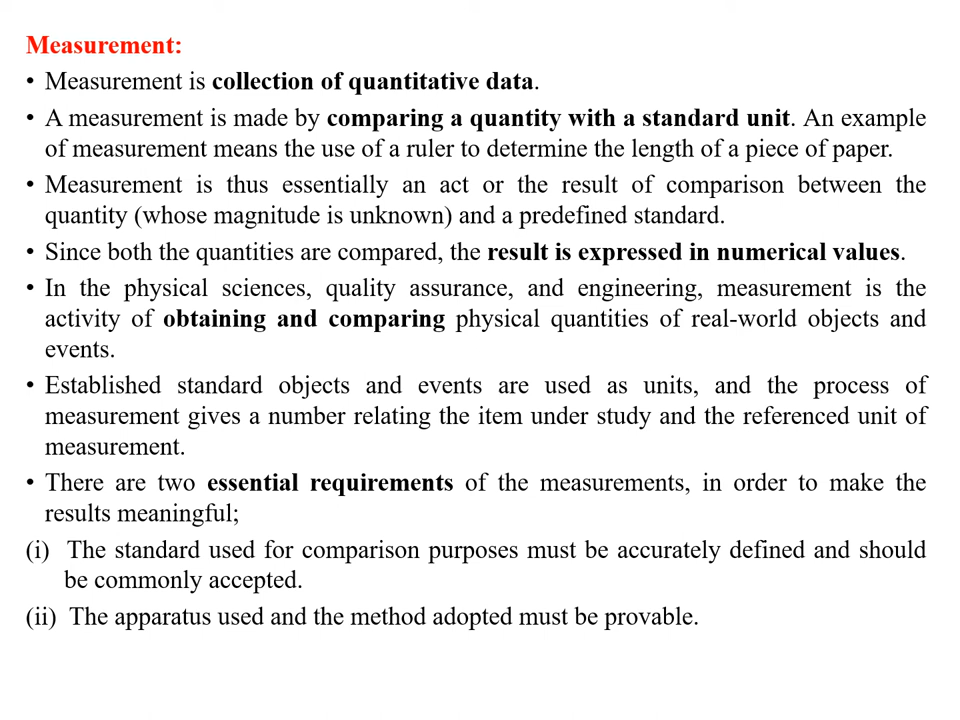 Measurement:
• Measurement is collection of quantitative data.
• A measurement is made by comparing a quantity with a standard unit. An example
of measurement means the use of a ruler to determine the length of a piece of paper.
• Measurement is thus essentially an act or the result of comparison between the
quantity (whose magnitude is unknown) and a predefined standard.
• Since both the quantities are compared, the result is expressed in numerical values.
• In the physical sciences, quality assurance, and engineering, measurement is the
activity of obtaining and comparing physical quantities of real-world objects and
events.
• Established standard objects and events are used as units, and the process of
measurement gives a number relating the item under study and the referenced unit of
measurement.
• There are two essential requirements of the measurements, in order to make the
results meaningful;
(i) The standard used for comparison purposes must be accurately defined and should
be commonly accepted.
(ii) The apparatus used and the method adopted must be provable.